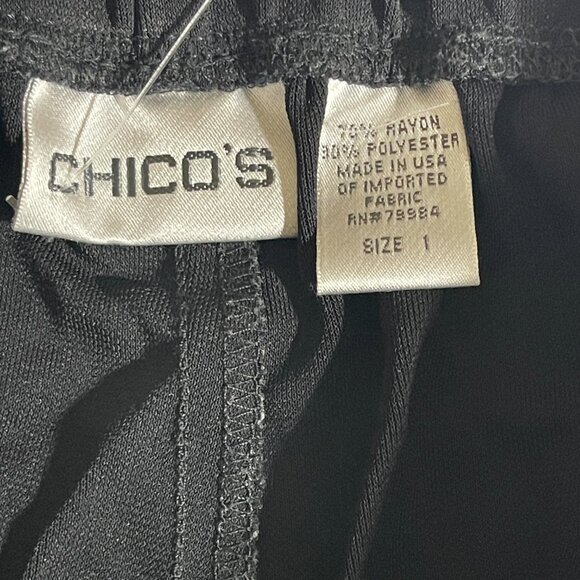 CHICO'S
70% RAYON
30% POLYESTER
MADE IN USA
OF IMPORTED
FABRIC
RN#79984
SIZE 1